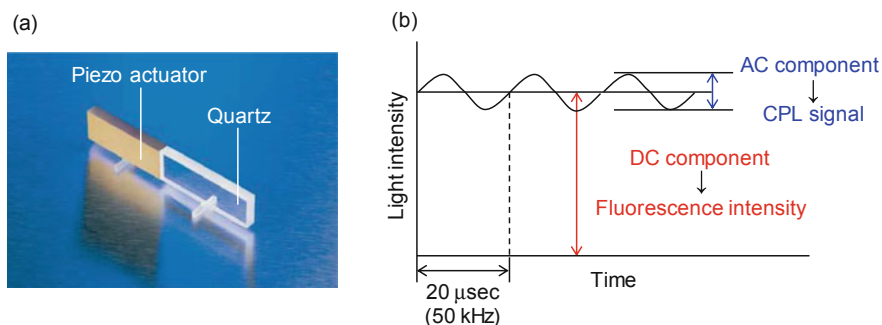 (a)
Piezo actuator
Quartz
(b)
Light intensity
AC component
CPL signal
DC component
Fluorescence intensity
Time
20 μsec
(50 kHz)